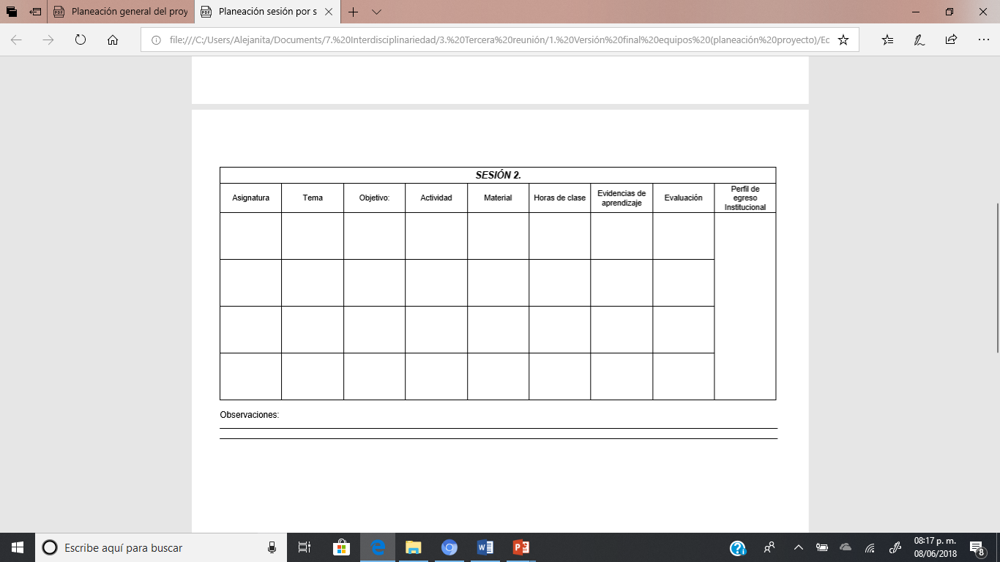 Planeación general del proy
Planeación sesión por s
file:///C:/Users/Alejanita/Documents/7.%20Interdisciplinariedad/3.%20Tercera%20reunión/1.%20Versión%20final%20equipos%20(planeación%20proyecto)/Ec
SESIÓN 2.
Asignatura
Tema
Objetivo:
Actividad
Material
Horas de clase
Evidencias de
aprendizaje
Evaluación
Perfil de
egreso
Institucional
Observaciones:
Escribe aquí para buscar
08:17 p. m.
08/06/2018
8